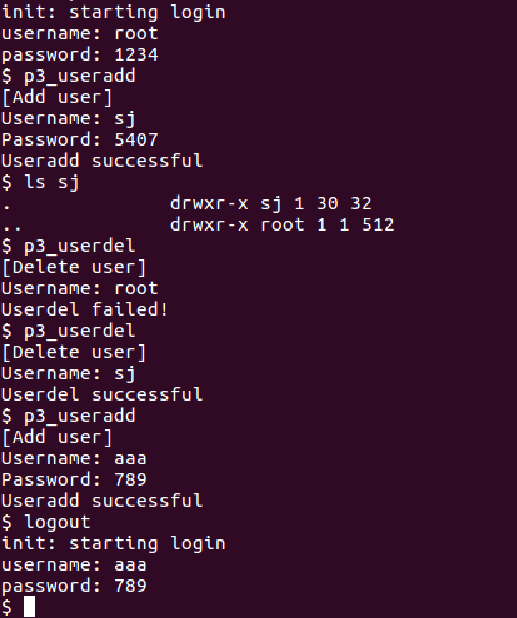 init: starting login
username: root
password: 1234
$ p3_useradd
[Add user]
Username: sj
Password: 5407
Useradd successful
$ ls sj
. drwxr-x sj 1 30 32
.. drwxr-x root 1 1 512
$ p3_userdel
[Delete user]
Username: root
Userdel failed!
$ p3_userdel
[Delete user]
Username: sj
Userdel successful
$ p3_useradd
[Add user]
Username: aaa
Password: 789
Useradd successful
$ logout
init: starting login
username: aaa
password: 789
$